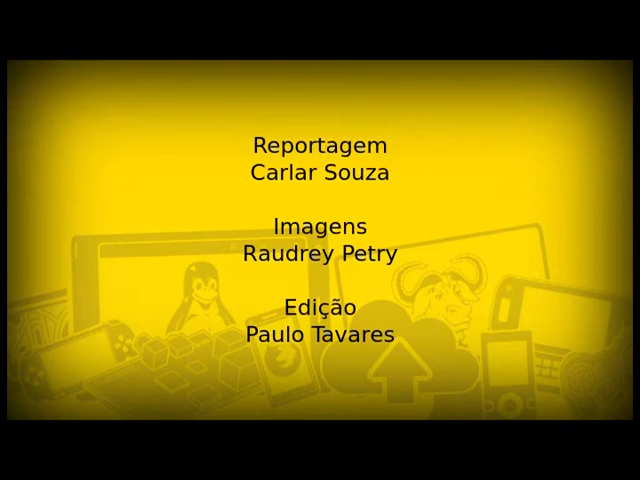 Reportagem
Carlar Souza
Imagens
Raudrey Petry
Edição
Paulo Tavares